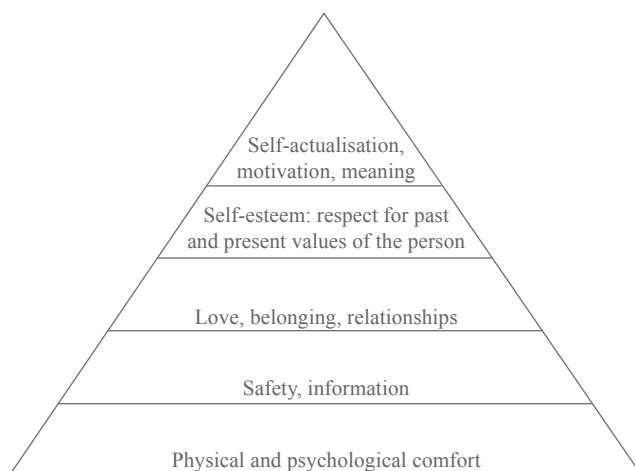 Self-actualisation,
motivation, meaning
Self-esteem: respect for past
and present values of the person
Love, belonging, relationships
Safety, information
Physical and psychological comfort